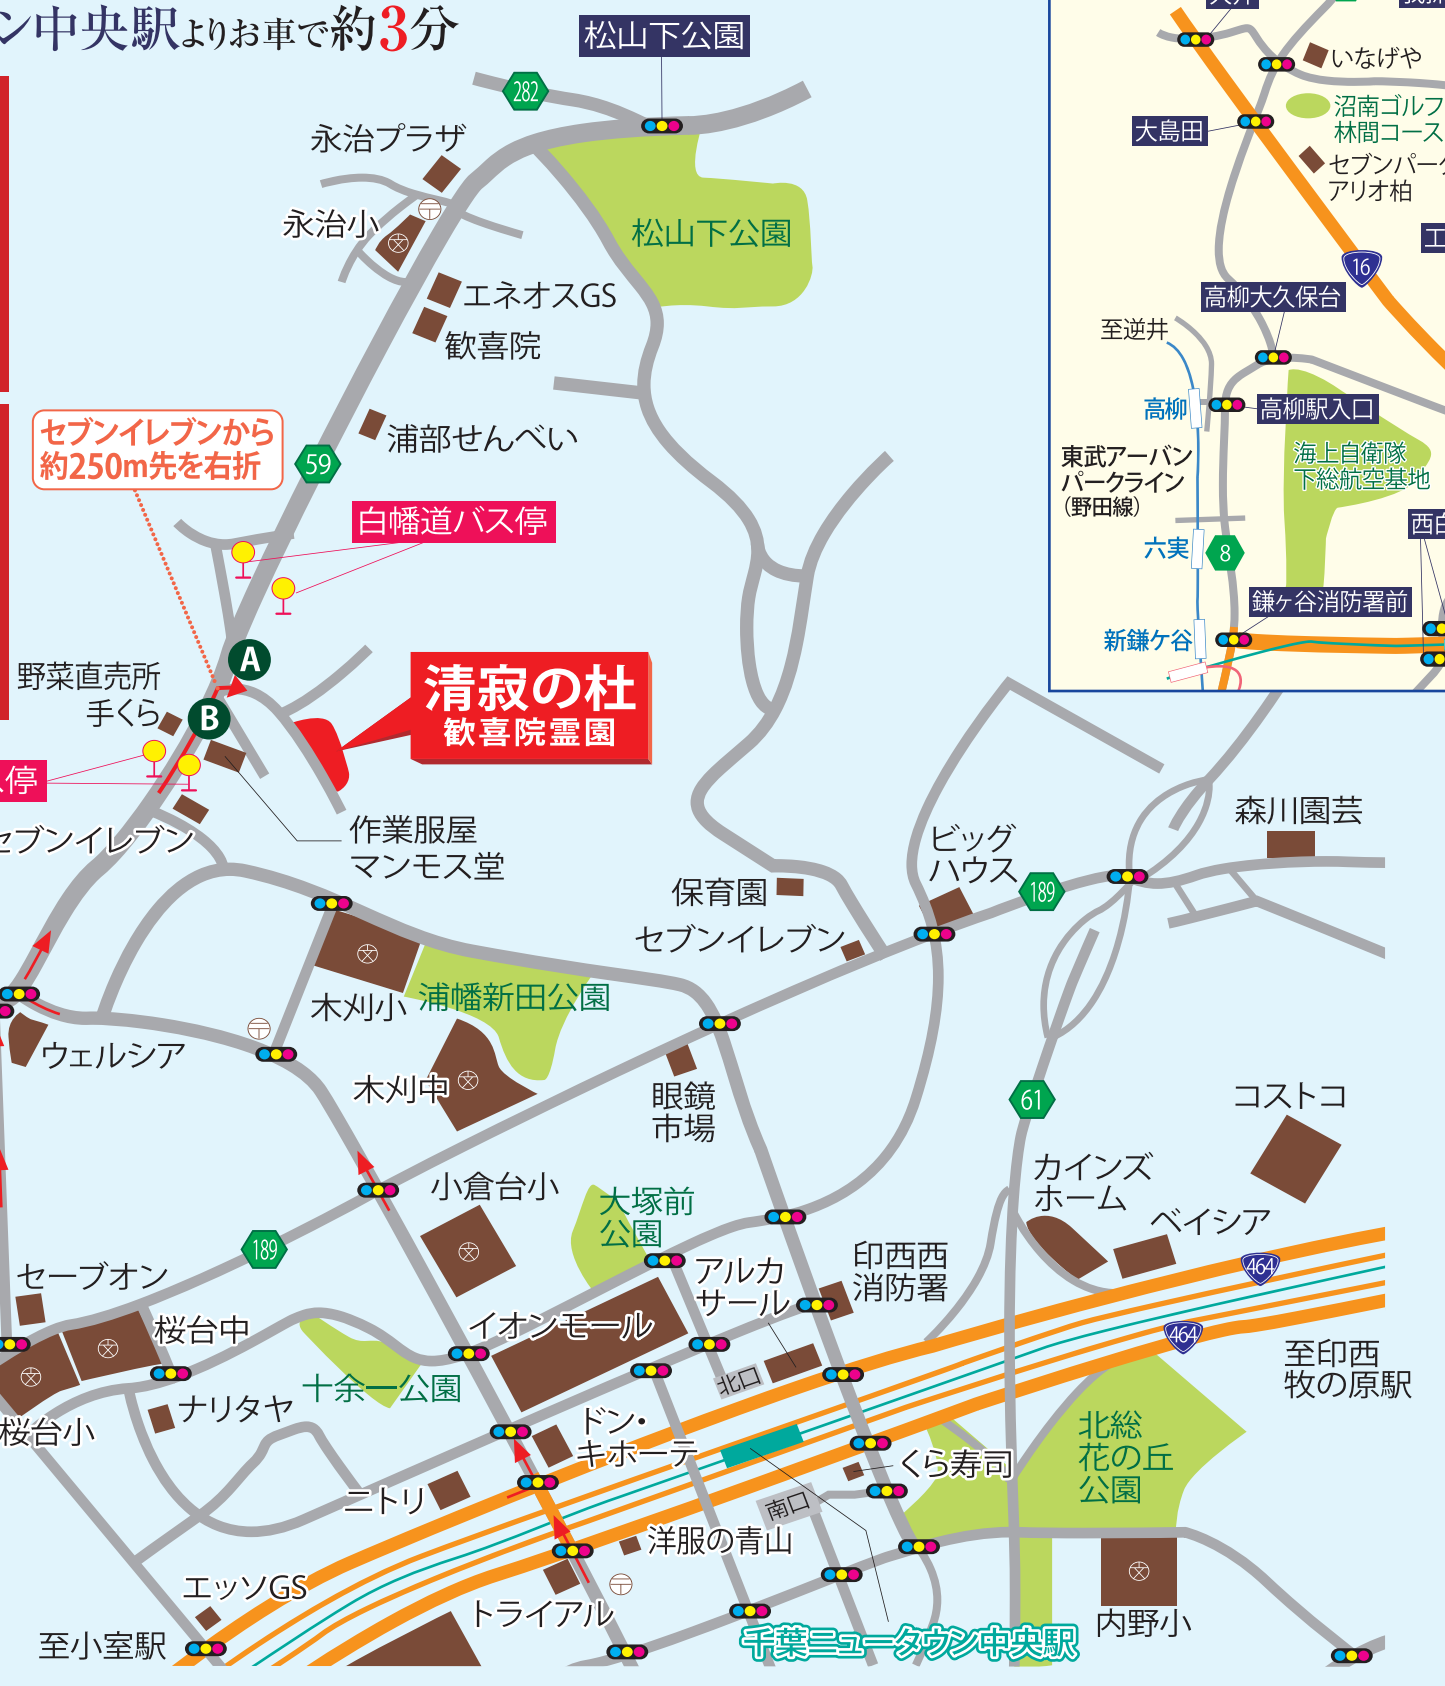 ン中央駅よりお車で約3分
松山下公園
282
永治プラザ
永治小
松山下公園
エネオスGS
歓喜院
浦部せんべい
セブンイレブンから
約250m先を右折
59
白幡道バス停
A
B
野菜直売所
手くら
清寂の杜
歓喜院霊園
停
セブンイレブン
作業服屋
マンモス堂
いなげや
沼南ゴルフ
林間コース
大島田
セブンパーク
アリオ柏
16
高柳大久保台
至逆井
高柳
高柳駅入口
東武アーバン
パークライン
(野田線)
海上自衛隊
下総航空基地
六実
8
鎌ヶ谷消防署前
新鎌ケ谷
森川園芸
ビッグ
ハウス
189
保育園
セブンイレブン
木刈小
浦幡新田公園
ウェルシア
木刈中
眼鏡
市場
61
コストコ
カインズ
ホーム
ベイシア
小倉台小
大塚前
公園
189
セーブオン
アルカ
サール
印西西
消防署
464
464
桜台中
イオンモール
至印西
牧の原駅
北口
十余一公園
ナリタヤ
桜台小
ドン・
キホーテ
くら寿司
北総
花の丘
公園
ニトリ
南口
洋服の青山
エッソGS
トライアル
内野小
至小室駅
千葉ニュータウン中央駅